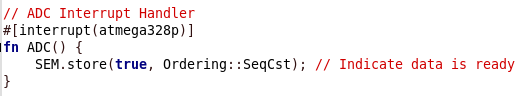 // ADC Interrupt Handler
#[interrupt(atmega328p)]
fn ADC() {
    SEM.store(true, Ordering::SeqCst); // Indicate data is ready
}